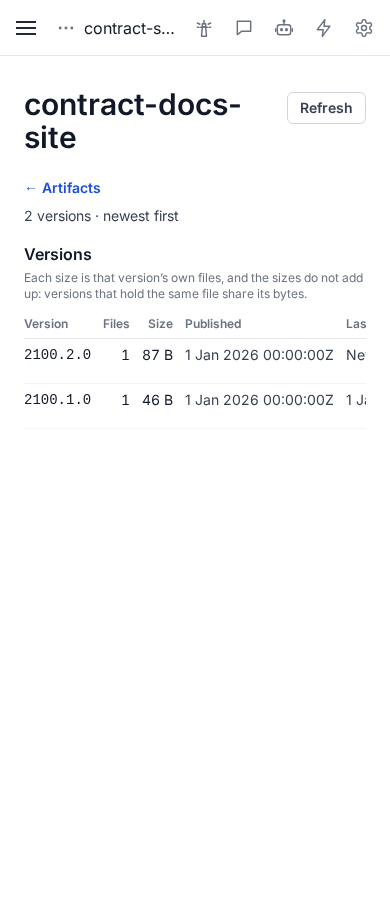 contract-s…
contract-docs-
site
Refresh
← Artifacts
2 versions · newest first
Versions
Each size is that version’s own files, and the sizes do not add
up: versions that hold the same file share its bytes.
Version Files Size Published
2100.2.0 1 87 B 1 Jan 2026 00:00:00Z
2100.1.0 1 46 B 1 Jan 2026 00:00:00Z 1